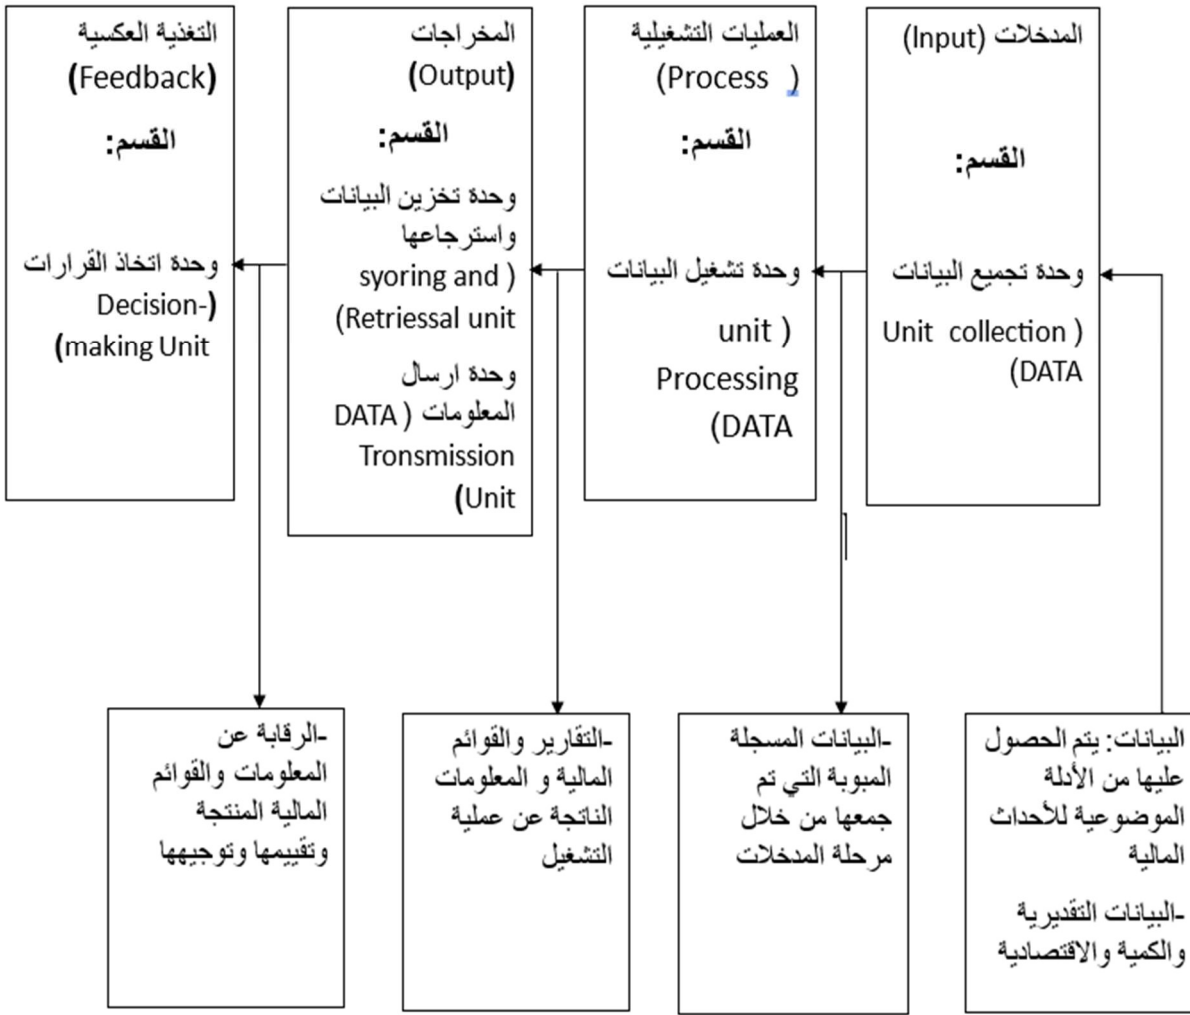 المدخلات (Input)
القسم:
وحدة تجميع البيانات
( Unit collection
DATA)
العمليات التشغيلية
( Process)
القسم:
وحدة تشغيل البيانات
( unit
Processing
DATA)
المخراجات
(Output)
القسم:
وحدة تخزين البيانات
واسترجاعها
( syoring and
Retriessal unit)
وحدة ارسال
المعلومات ( DATA
Tronsmission
Unit)
التغذية العكسية
(Feedback)
القسم:
وحدة اتخاذ القرارات
(Decision-
making Unit)
البيانات: يتم الحصول
عليها من الأدلة
الموضوعية للأحداث
المالية
-البيانات التقديرية
والكمية والاقتصادية
-البيانات المسجلة
المبوبة التي تم
جمعها من خلال
مرحلة المدخلات
-التقارير والقوائم
المالية و المعلومات
الناتجة عن عملية
التشغيل
-الرقابة عن
المعلومات والقوائم
المالية المنتجة
وتقييمها وتوجيهها